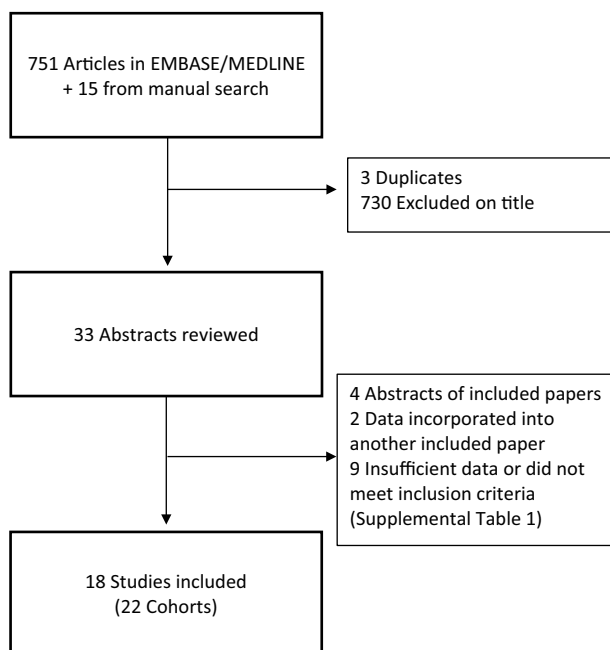 751 Articles in EMBASE/MEDLINE
+ 15 from manual search
3 Duplicates
730 Excluded on title
33 Abstracts reviewed
4 Abstracts of included papers
2 Data incorporated into
another included paper
9 Insufficient data or did not
meet inclusion criteria
(Supplemental Table 1)
18 Studies included
(22 Cohorts)